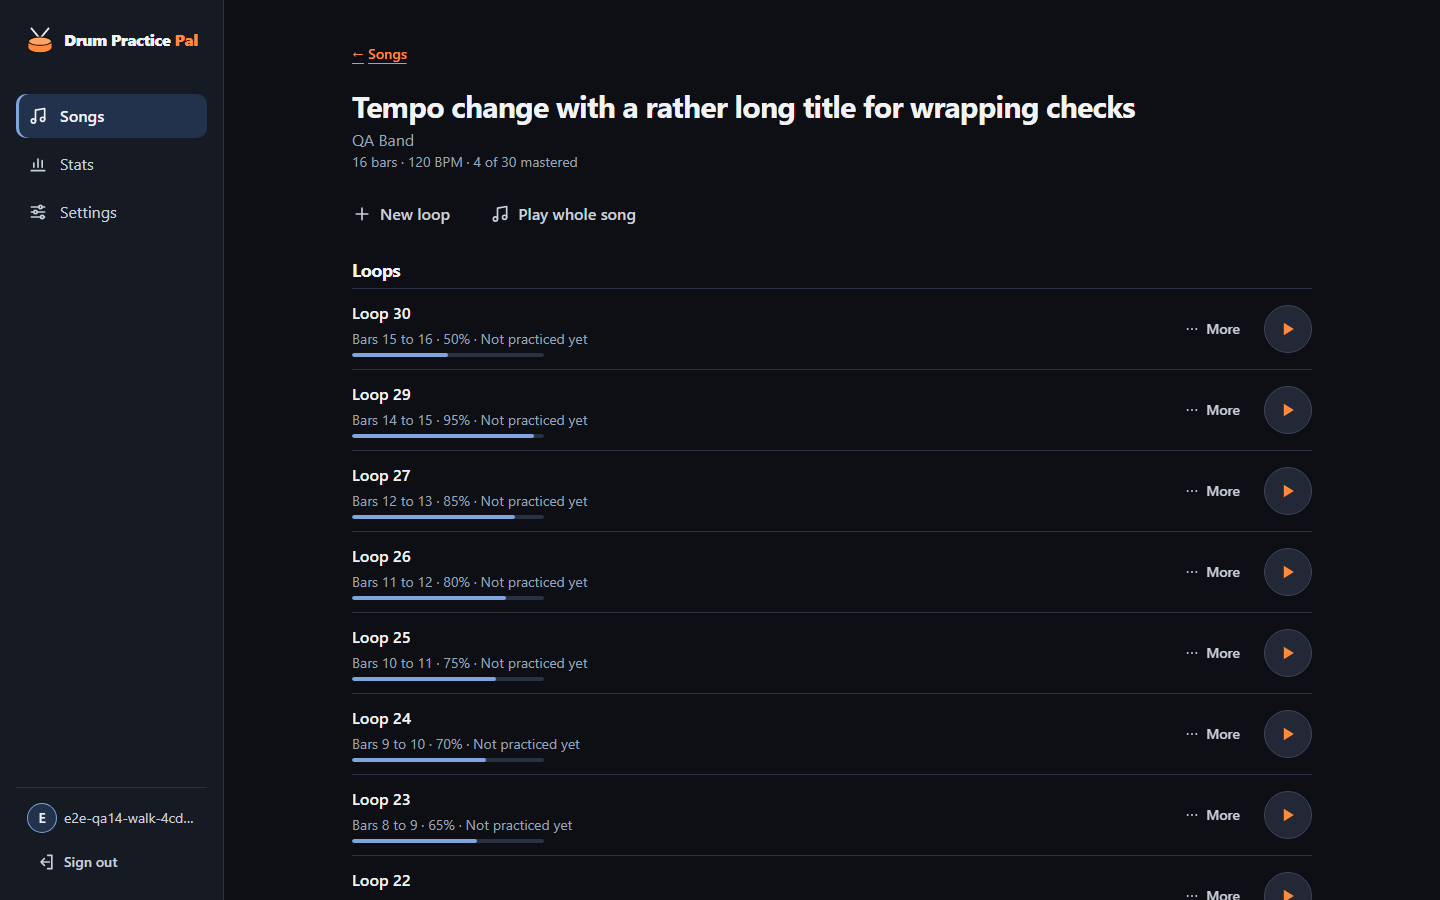 Drum Practice Pal
Songs
Stats
Settings
e2e-qa14-walk-4cd...
Sign out
← Songs
Tempo change with a rather long title for wrapping checks
QA Band
16 bars · 120 BPM · 4 of 30 mastered
+ New loop
Play whole song
Loops
Loop 30
Bars 15 to 16 · 50% · Not practiced yet
··· More
Loop 29
Bars 14 to 15 · 95% · Not practiced yet
··· More
Loop 27
Bars 12 to 13 · 85% · Not practiced yet
··· More
Loop 26
Bars 11 to 12 · 80% · Not practiced yet
··· More
Loop 25
Bars 10 to 11 · 75% · Not practiced yet
··· More
Loop 24
Bars 9 to 10 · 70% · Not practiced yet
··· More
Loop 23
Bars 8 to 9 · 65% · Not practiced yet
··· More
Loop 22
··· More
E